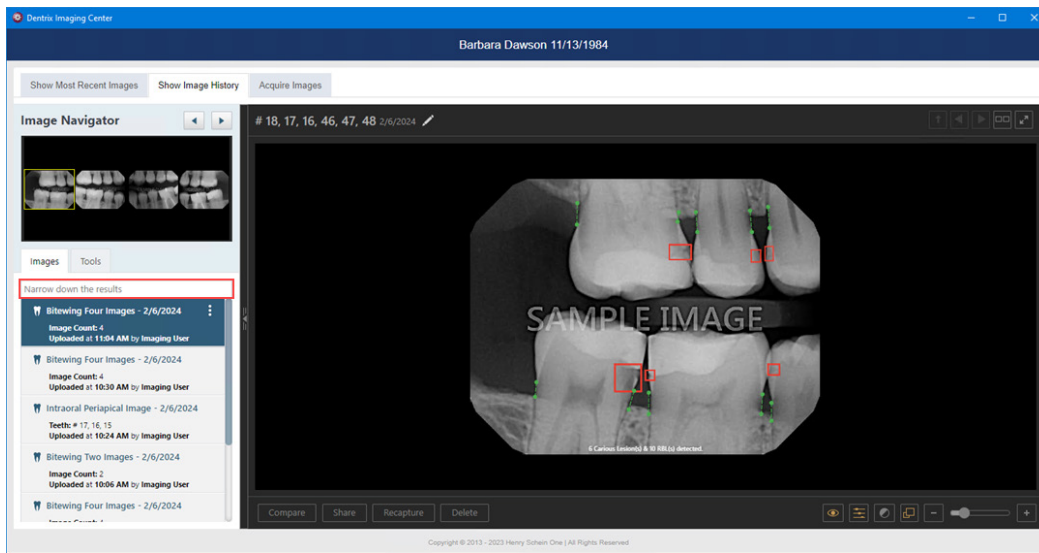 Dentrix Imaging Center
Barbara Dawson 11/13/1984
Show Most Recent Images Show Image History Acquire Images
Image Navigator
# 18, 17, 16, 46, 47, 48 2/6/2024
Images Tools
Narrow down the results
Bitewing Four Images - 2/6/2024
Image Count: 4
Uploaded at 11:04 AM by Imaging User
Bitewing Four Images - 2/6/2024
Image Count: 4
Uploaded at 10:30 AM by Imaging User
Intraoral Periapical Image - 2/6/2024
Teeth: # 17, 16, 15
Uploaded at 10:24 AM by Imaging User
Bitewing Two Images - 2/6/2024
Image Count: 2
Uploaded at 10:06 AM by Imaging User
Bitewing Four Images - 2/6/2024
SAMPLE IMAGE
6 Carious Lesion(s) & 10 RBL(s) detected.
Compare Share Recapture Delete
Copyright © 2013 - 2023 Henry Schein One | All Rights Reserved